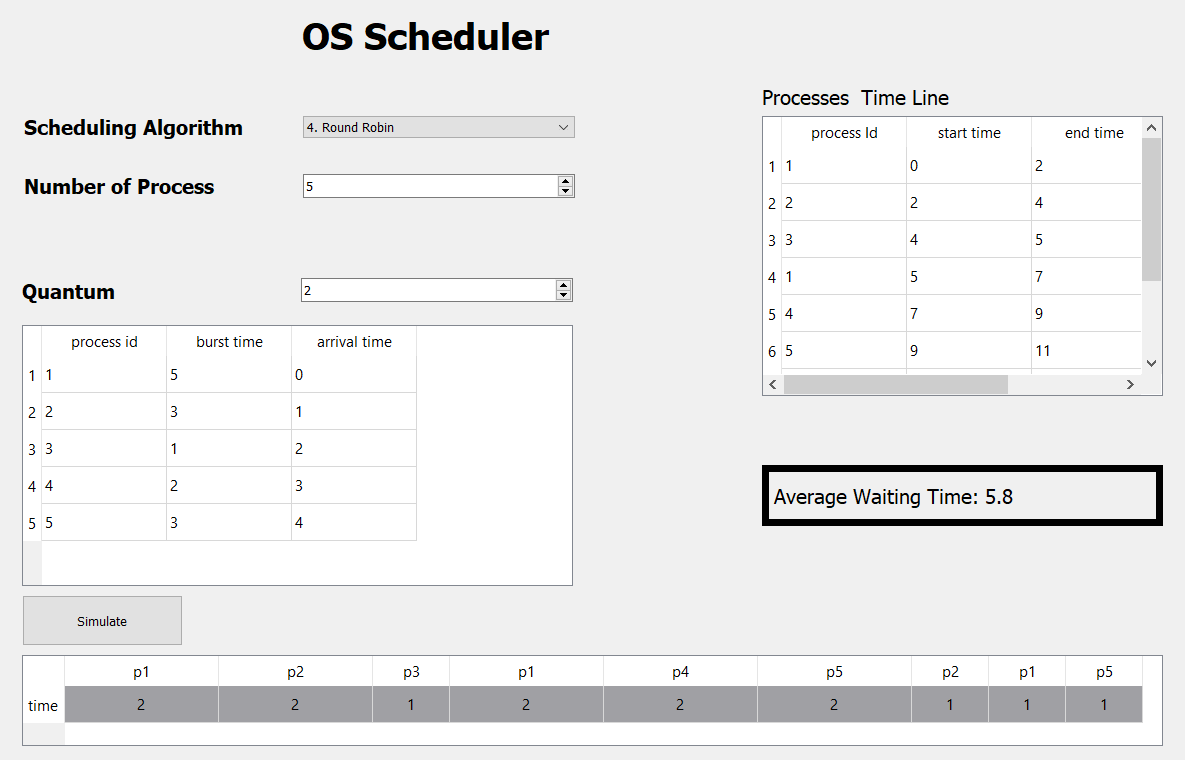 OS Scheduler
Scheduling Algorithm 4. Round Robin
Number of Process 5
Quantum 2
process id burst time arrival time
1 1 5 0
2 2 3 1
3 3 1 2
4 4 2 3
5 5 3 4
Simulate
Processes Time Line
process Id start time end time
1 1 0 2
2 2 2 4
3 3 4 5
4 1 5 7
5 4 7 9
6 5 9 11
Average Waiting Time: 5.8
p1 p2 p3 p1 p4 p5 p2 p1 p5
time 2 2 1 2 2 2 1 1 1